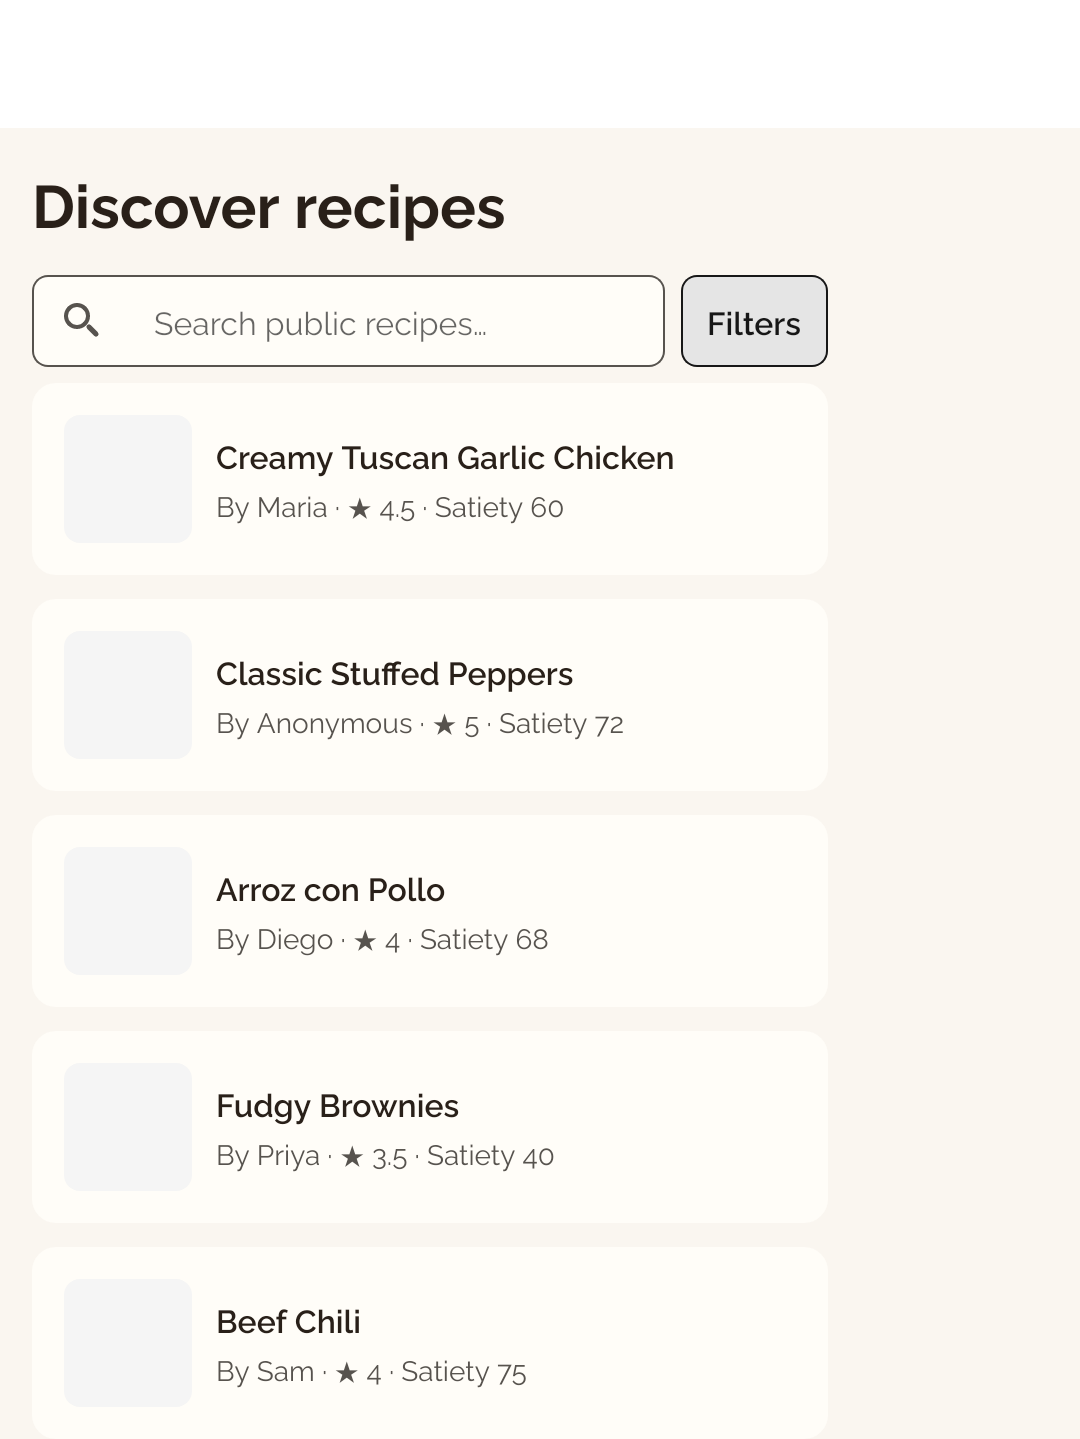 Discover recipes
Search public recipes...
Filters
Creamy Tuscan Garlic Chicken
By Maria · ★ 4.5 · Satiety 60
Classic Stuffed Peppers
By Anonymous · ★ 5 · Satiety 72
Arroz con Pollo
By Diego · ★ 4 · Satiety 68
Fudgy Brownies
By Priya · ★ 3.5 · Satiety 40
Beef Chili
By Sam · ★ 4 · Satiety 75